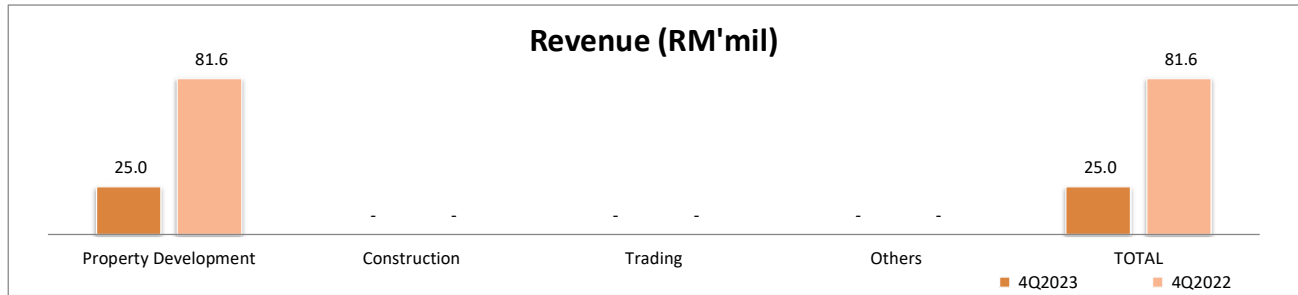 Revenue (RM'mil)
81.6 81.6
25.0 25.0
- - - - - -
Property Development Construction Trading Others TOTAL
4Q2023 4Q2022